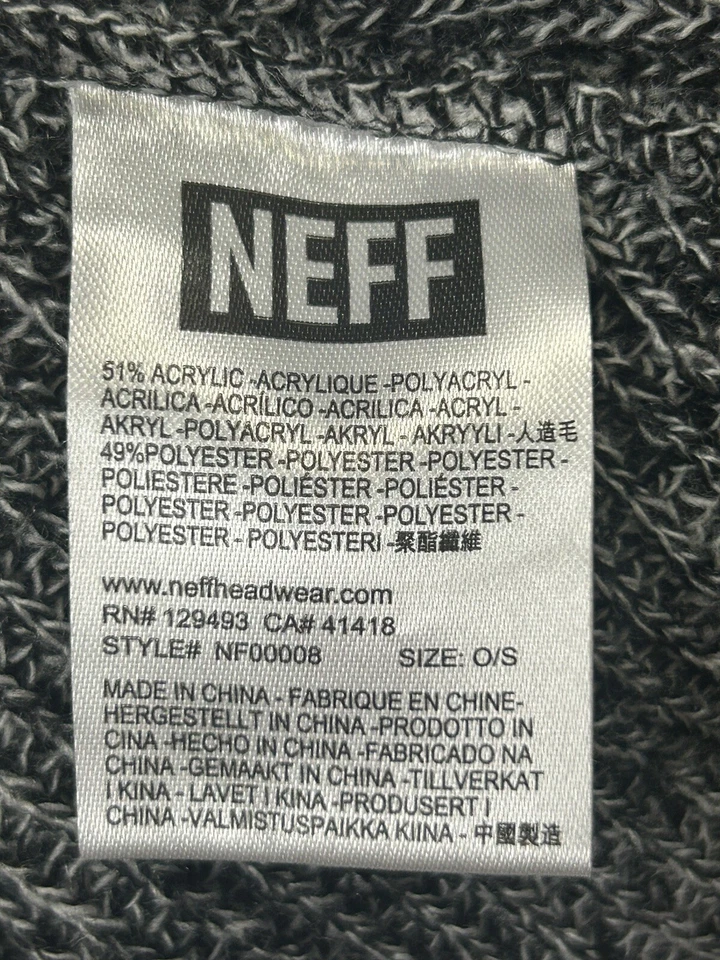 NEFF
51% ACRYLIC -ACRYLIQUE -POLYACRYL -
ACRILICA -ACRÍLICO -ACRILICA -ACRYL -
AKRYL -POLYACRYL -AKRYL - AKRYYLI -人造毛
49%POLYESTER -POLYESTER -POLYESTER -
POLIESTERE -POLIÉSTER -POLIÉSTER -
POLYESTER -POLYESTER -POLYESTER -
POLYESTER - POLYESTERI -聚酯纖維
www.neffheadwear.com
RN# 129493 CA# 41418
STYLE# NF00008 SIZE: O/S
MADE IN CHINA - FABRIQUE EN CHINE-
HERGESTELLT IN CHINA -PRODOTTO IN
CINA -HECHO IN CHINA -FABRICADO NA
CHINA -GEMAAKT IN CHINA -TILLVERKAT
I KINA - LAVET I KINA -PRODUSERT I
CHINA -VALMISTUSPAIKKA KIINA - 中國製造